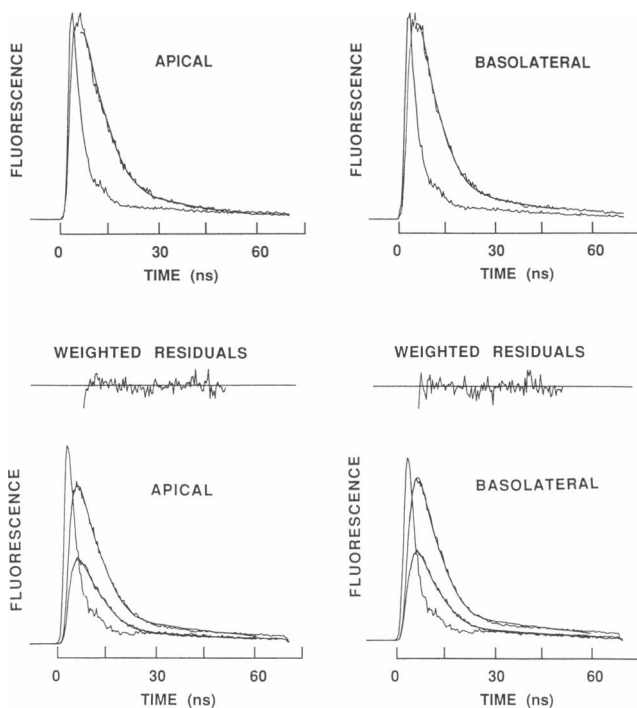 FLUORESCENCE
APICAL
0 30 60
TIME (ns)
FLUORESCENCE
BASOLATERAL
0 30 60
TIME (ns)
WEIGHTED RESIDUALS
WEIGHTED RESIDUALS
FLUORESCENCE
APICAL
0 30 60
TIME (ns)
FLUORESCENCE
BASOLATERAL
0 30 60
TIME (ns)